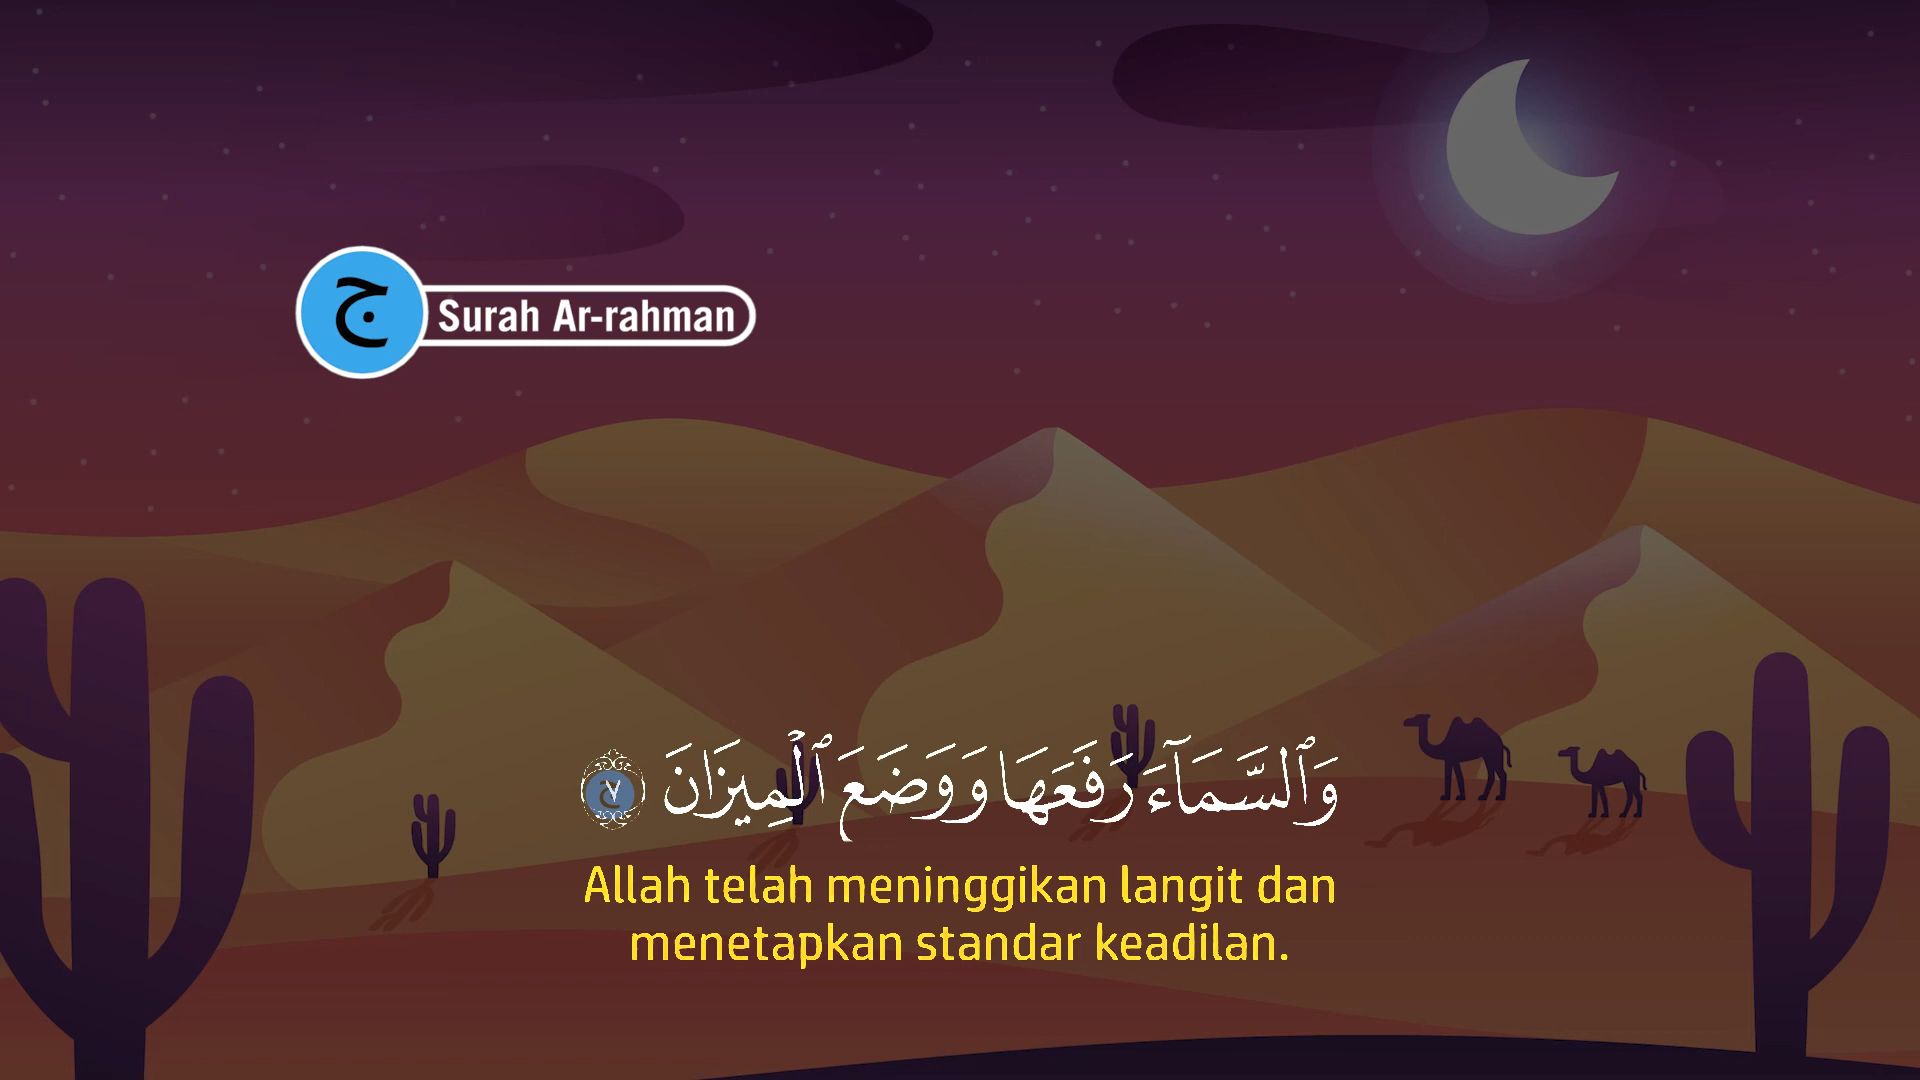 ج
Surah Ar-rahman
وَٱلسَّمَآءَ رَفَعَهَا وَوَضَعَ ٱلْمِيزَانَ ٧
Allah telah meninggikan langit dan
menetapkan standar keadilan.